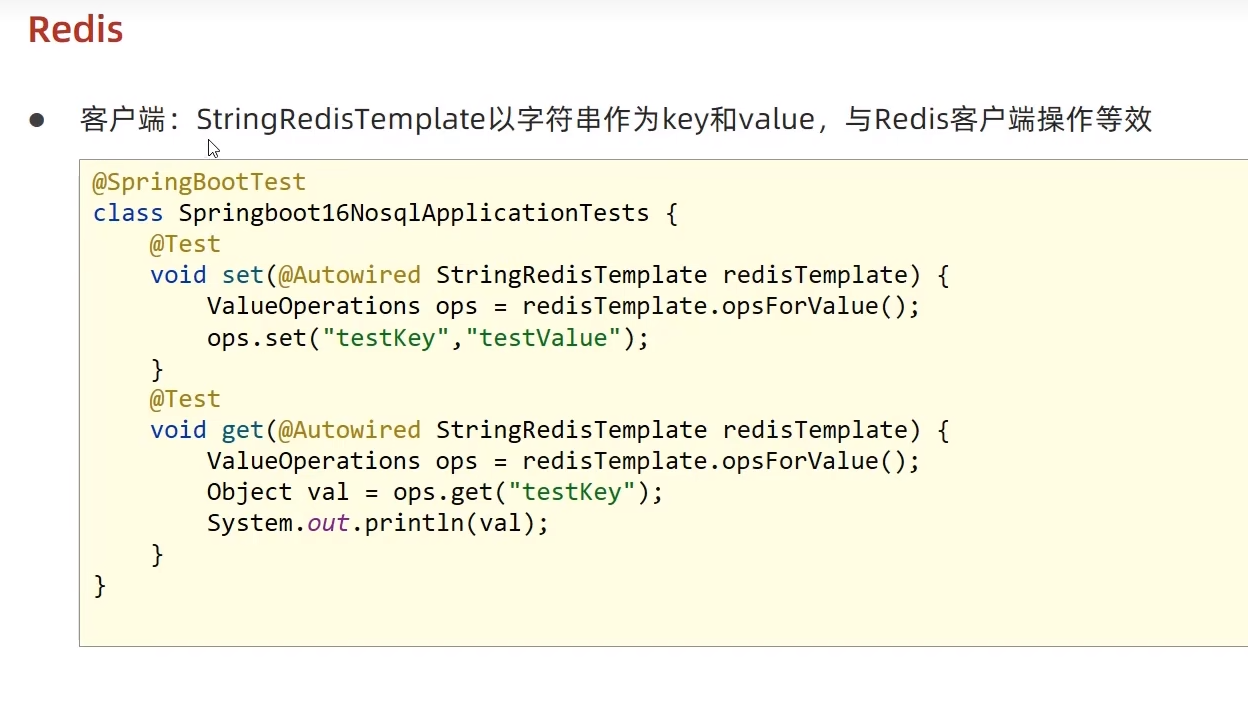 Redis
● 客户端：StringRedisTemplate以字符串作为key和value，与Redis客户端操作等效
@SpringBootTest
class Springboot16NosqlApplicationTests {
    @Test
    void set(@Autowired StringRedisTemplate redisTemplate) {
        ValueOperations ops = redisTemplate.opsForValue();
        ops.set("testKey","testValue");
    }
    @Test
    void get(@Autowired StringRedisTemplate redisTemplate) {
        ValueOperations ops = redisTemplate.opsForValue();
        Object val = ops.get("testKey");
        System.out.println(val);
    }
}